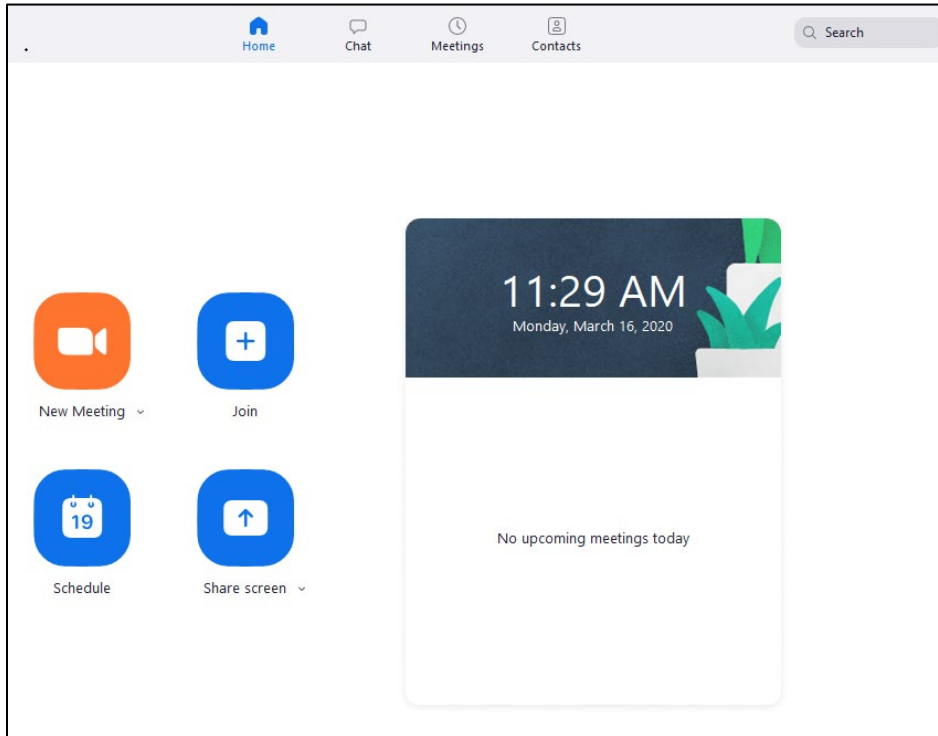 Home
Chat
Meetings
Contacts
Search
11:29 AM
Monday, March 16, 2020
New Meeting
Join
19
Schedule
Share screen
No upcoming meetings today